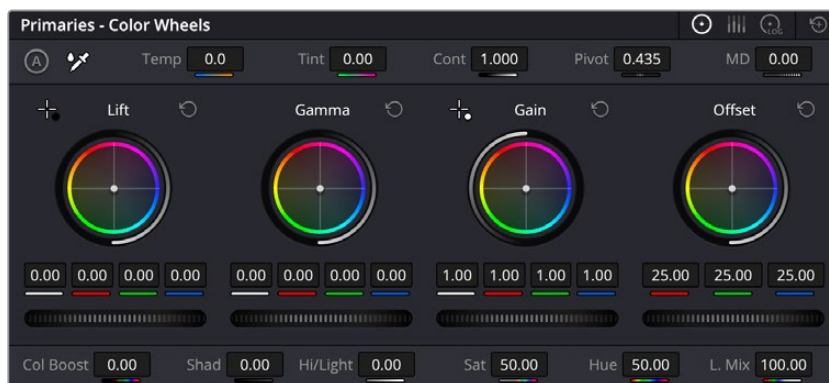 Primaries - Color Wheels
LOG
A Temp 0.0 Tint 0.00 Cont 1.000 Pivot 0.435 MD 0.00
Lift Gamma Gain Offset
0.00 0.00 0.00 0.00 0.00 0.00 0.00 0.00 1.00 1.00 1.00 1.00 25.00 25.00 25.00
Col Boost 0.00 Shad 0.00 Hi/Light 0.00 Sat 50.00 Hue 50.00 L. Mix 100.00